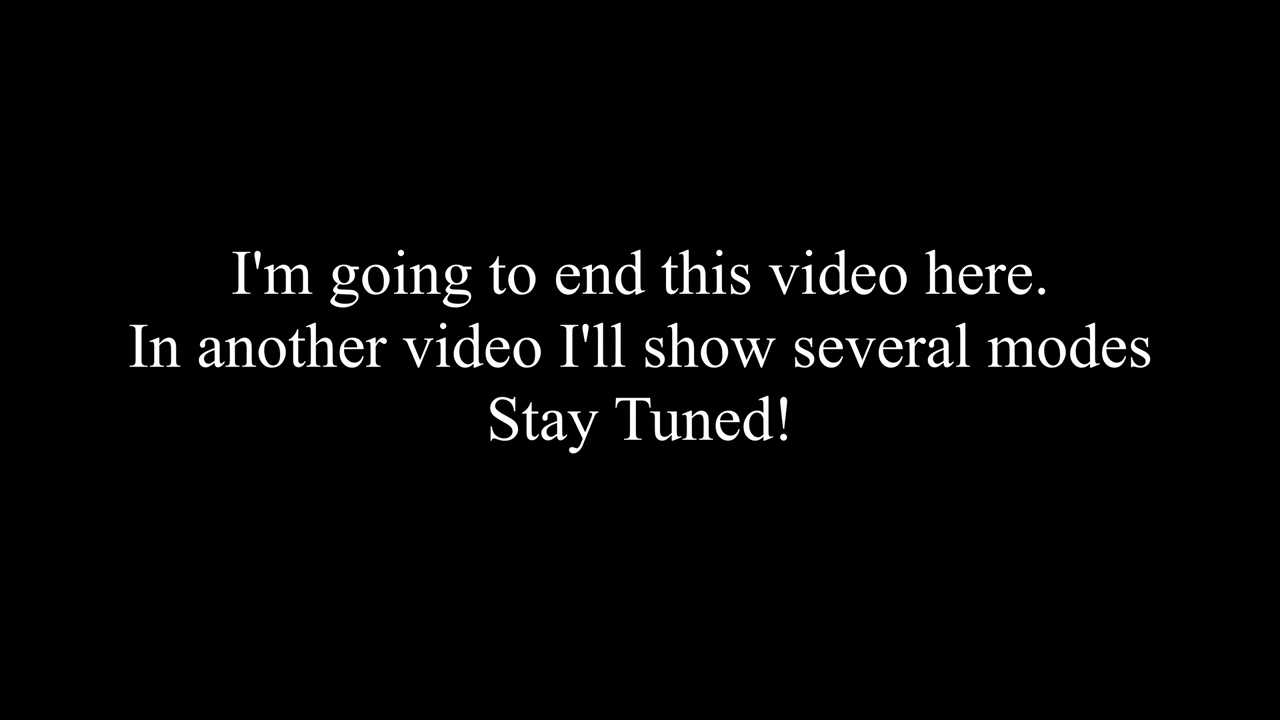 I'm going to end this video here.
In another video I'll show several modes
Stay Tuned!